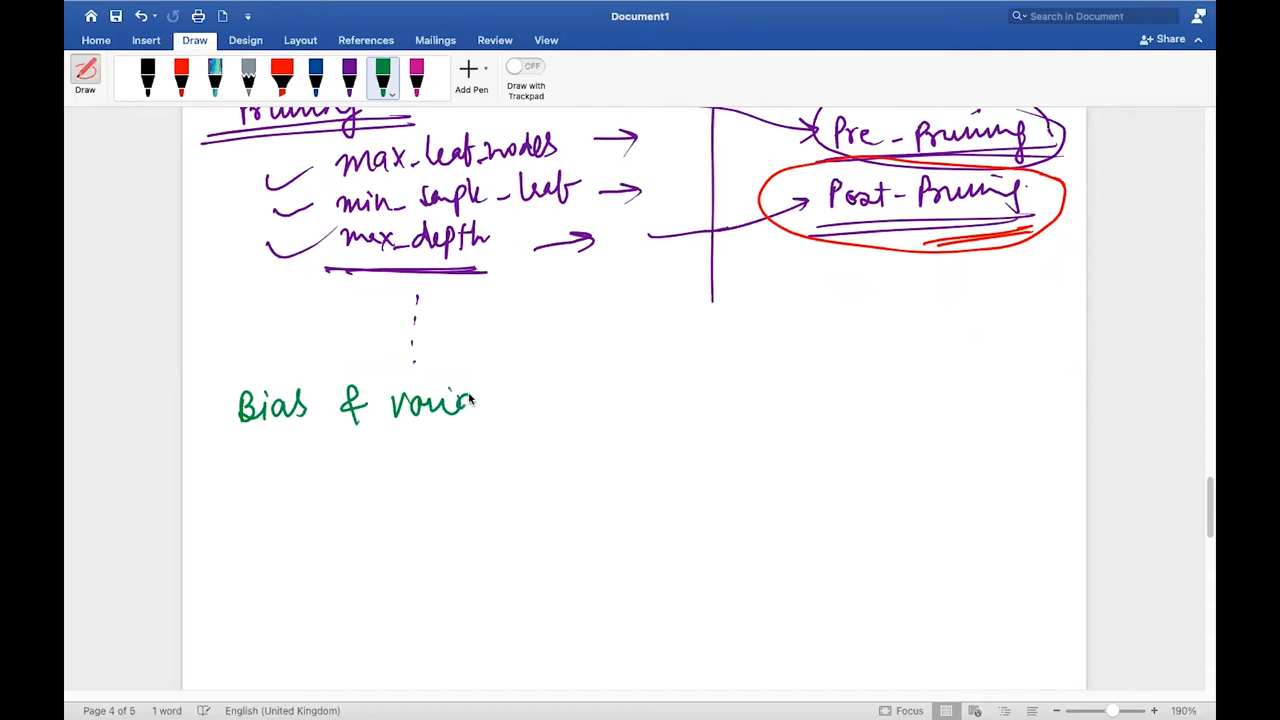 Document1
Search in Document
Home Insert Draw Design Layout References Mailings Review View
Share
Draw
Add Pen
OFF
Draw with
Trackpad
Pruning
Pre-Pruning
max_leaf_nodes
Post-Pruning
min_sample_leaf
max_depth
Bias & varia
Page 4 of 5 1 word English (United Kingdom) Focus 190%